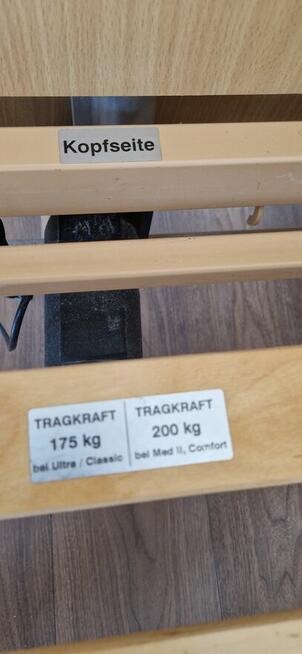 Kopfseite
TRAGKRAFT
175 kg
bei Ultra / Classic
TRAGKRAFT
200 kg
bei Med II, Comfort